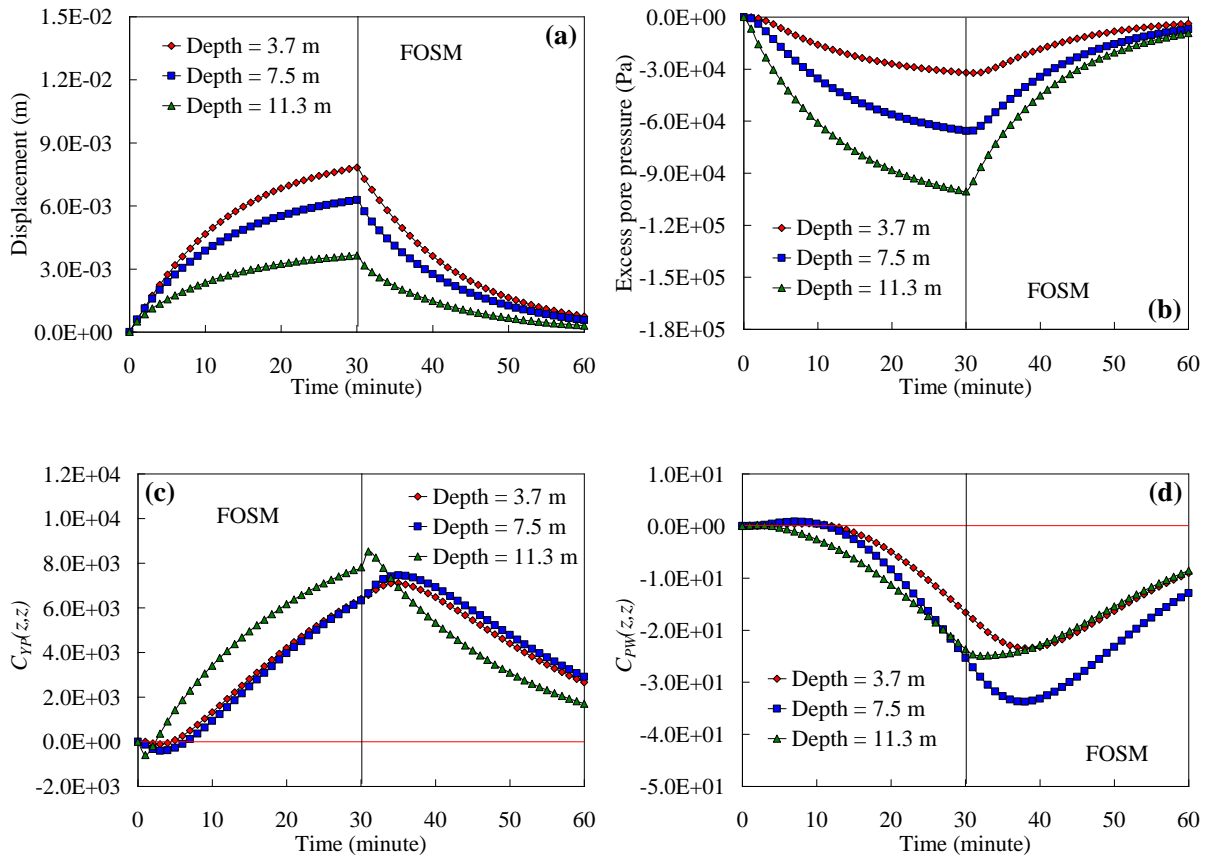 (a)
FOSM
Depth = 3.7 m
Depth = 7.5 m
Depth = 11.3 m
1.5E-02
1.2E-02
9.0E-03
6.0E-03
3.0E-03
0.0E+00
Displacement (m)
0 10 20 30 40 50 60
Time (minute)
0.0E+00
-3.0E+04
-6.0E+04
-9.0E+04
-1.2E+05
-1.5E+05
-1.8E+05
Excess pore pressure (Pa)
Depth = 3.7 m
Depth = 7.5 m
Depth = 11.3 m
FOSM
(b)
0 10 20 30 40 50 60
Time (minute)
(c)
FOSM
Depth = 3.7 m
Depth = 7.5 m
Depth = 11.3 m
1.2E+04
1.0E+04
8.0E+03
6.0E+03
4.0E+03
2.0E+03
0.0E+00
-2.0E+03
C_YP(z,z)
0 10 20 30 40 50 60
Time (minute)
(d)
1.0E+01
0.0E+00
-1.0E+01
-2.0E+01
-3.0E+01
-4.0E+01
-5.0E+01
C_PW(z,z)
Depth = 3.7 m
Depth = 7.5 m
Depth = 11.3 m
FOSM
0 10 20 30 40 50 60
Time (minute)